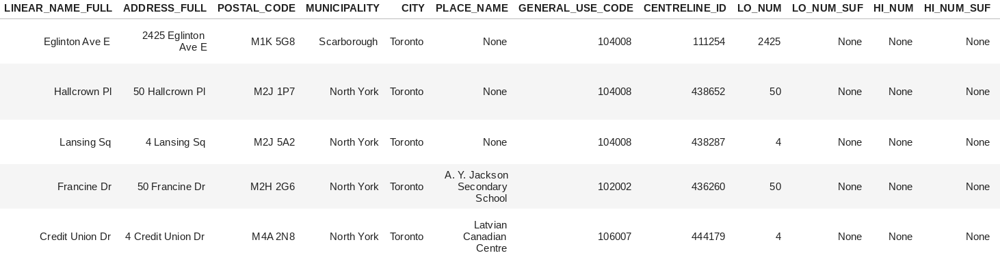 LINEAR_NAME_FULL ADDRESS_FULL POSTAL_CODE MUNICIPALITY CITY PLACE_NAME GENERAL_USE_CODE CENTRELINE_ID LO_NUM LO_NUM_SUF HI_NUM HI_NUM_SUF
Eglinton Ave E 2425 Eglinton Ave E M1K 5G8 Scarborough Toronto None 104008 111254 2425 None None None
Hallcrown Pl 50 Hallcrown Pl M2J 1P7 North York Toronto None 104008 438652 50 None None None
Lansing Sq 4 Lansing Sq M2J 5A2 North York Toronto None 104008 438287 4 None None None
Francine Dr 50 Francine Dr M2H 2G6 North York Toronto A. Y. Jackson Secondary School 102002 436260 50 None None None
Credit Union Dr 4 Credit Union Dr M4A 2N8 North York Toronto Latvian Canadian Centre 106007 444179 4 None None None